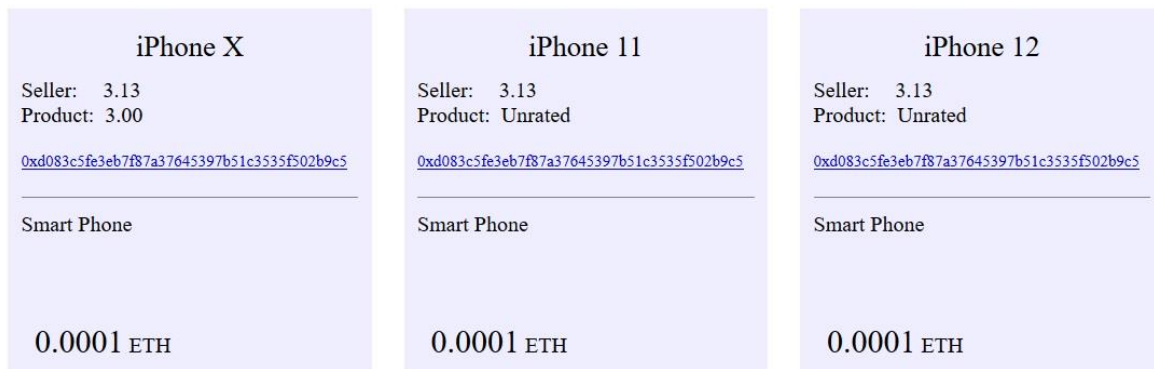 iPhone X
Seller: 3.13
Product: 3.00
0xd083c5fe3eb7f87a37645397b51c3535f502b9c5
Smart Phone
0.0001 ETH
iPhone 11
Seller: 3.13
Product: Unrated
0xd083c5fe3eb7f87a37645397b51c3535f502b9c5
Smart Phone
0.0001 ETH
iPhone 12
Seller: 3.13
Product: Unrated
0xd083c5fe3eb7f87a37645397b51c3535f502b9c5
Smart Phone
0.0001 ETH